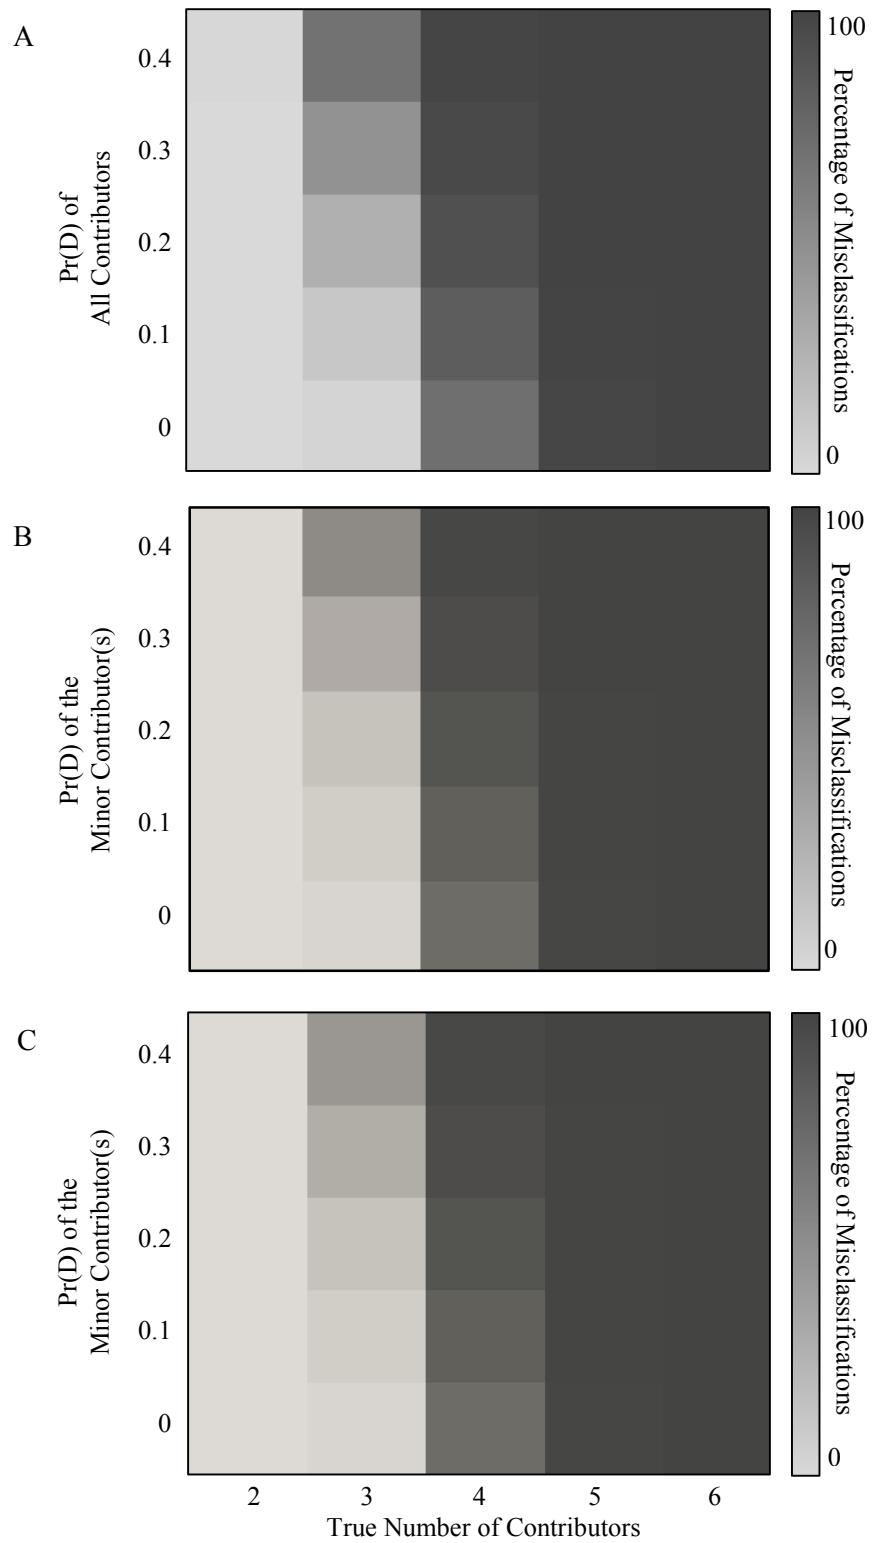 A
0.4
0.3
0.2
0.1
0
Pr(D) of
All Contributors
100
Percentage of Misclassifications
0
B
0.4
0.3
0.2
0.1
0
Pr(D) of the
Minor Contributor(s)
100
Percentage of Misclassifications
0
C
0.4
0.3
0.2
0.1
0
Pr(D) of the
Minor Contributor(s)
100
Percentage of Misclassifications
0
2 3 4 5 6
True Number of Contributors